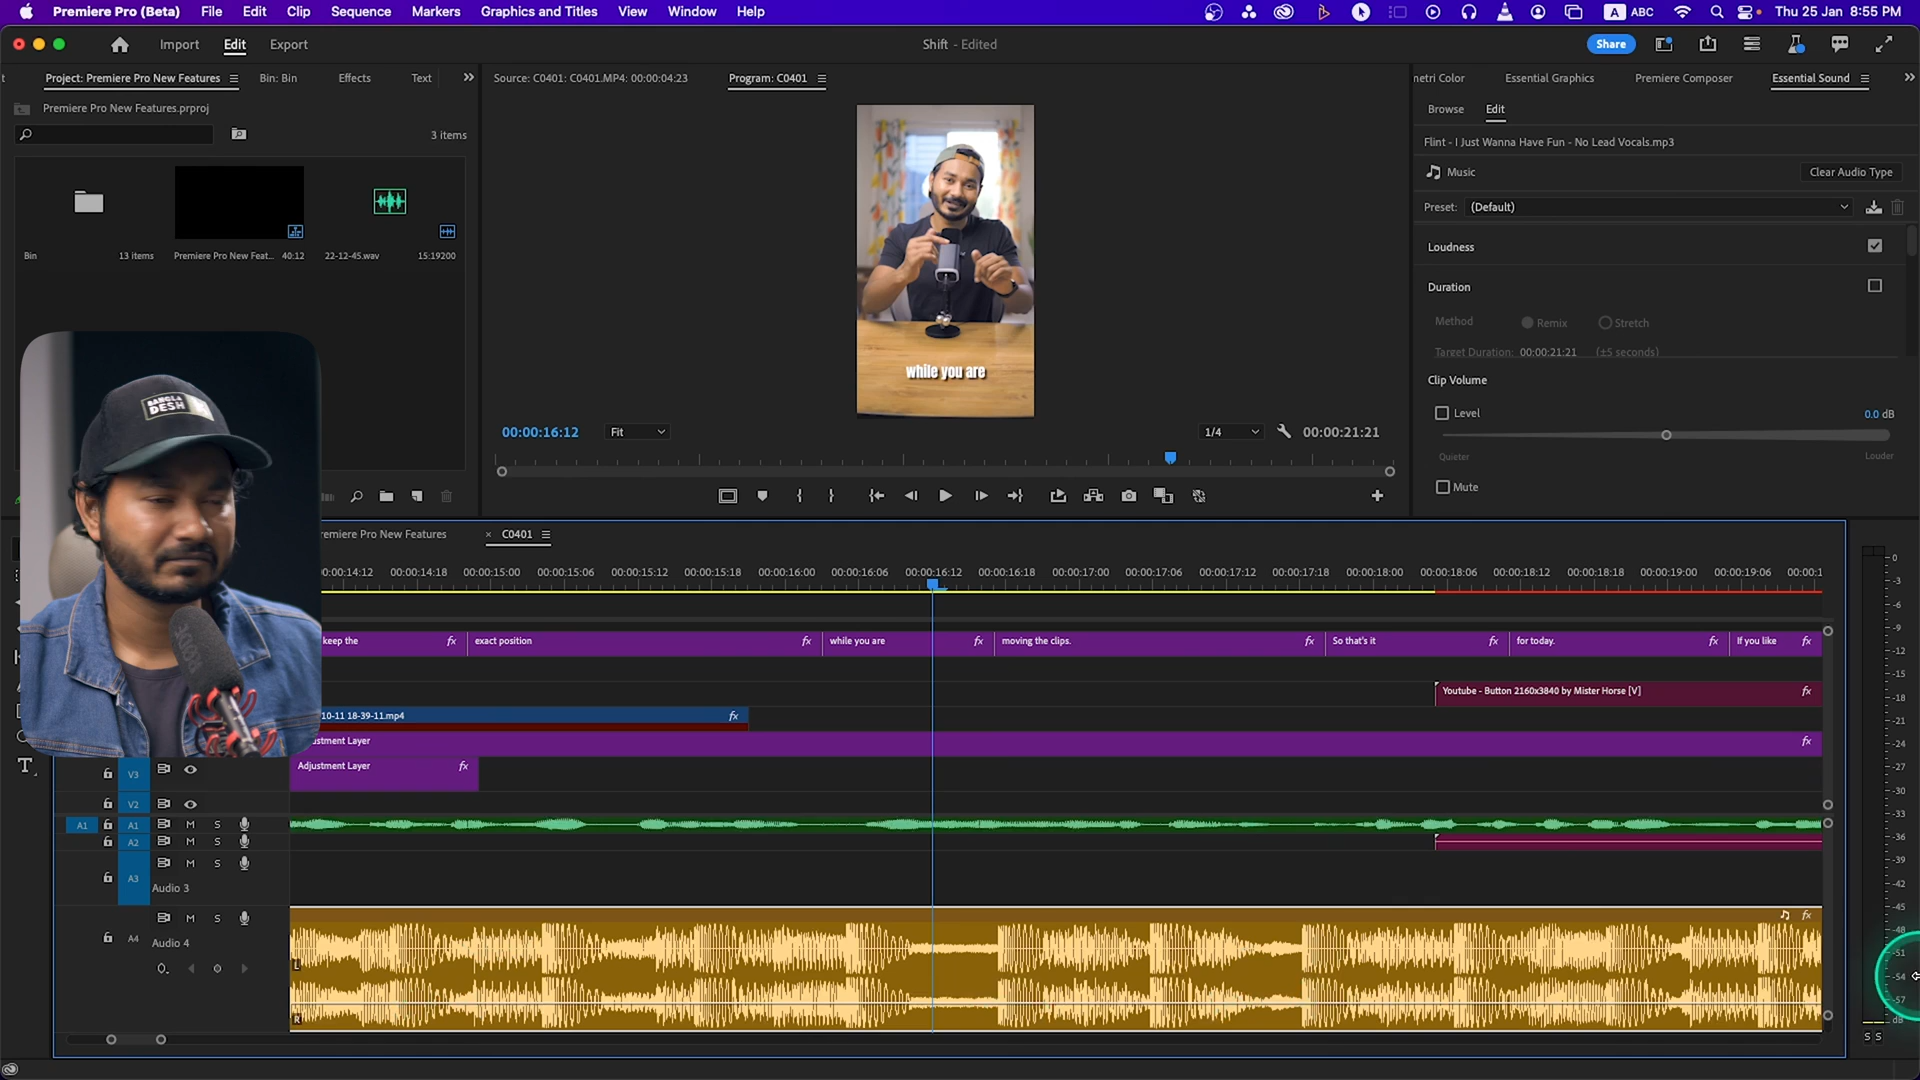 Premiere Pro (Beta) File Edit Clip Sequence Markers Graphics and Titles View Window Help A ABC Thu 25 Jan 8:55 PM
Import Edit Export Shift - Edited Share
Project: Premiere Pro New Features Bin: Bin Effects Text Source: C0401: C0401.MP4: 00:00:04:23 Program: C0401 metri Color Essential Graphics Premiere Composer Essential Sound
Premiere Pro New Features.prproj Browse Edit
3 items
Flint - I Just Wanna Have Fun - No Lead Vocals.mp3
Music Clear Audio Type
Preset: (Default)
Loudness
Bin 13 items Premiere Pro New Feat... 40:12 22-12-45.wav 15:19200
Duration
Method Remix Stretch
Target Duration: 00:00:21:21 (±5 seconds)
while you are
Clip Volume
Level 0.0 dB
BANGLA
DESH
00:00:16:12 Fit 1/4 00:00:21:21
Quieter Louder
Mute
remiere Pro New Features × C0401
0:00:14:12 00:00:14:18 00:00:15:00 00:00:15:06 00:00:15:12 00:00:15:18 00:00:16:00 00:00:16:06 00:00:16:12 00:00:16:18 00:00:17:00 00:00:17:06 00:00:17:12 00:00:17:18 00:00:18:00 00:00:18:06 00:00:18:12 00:00:18:18 00:00:19:00 00:00:19:06 00:00:1
keep the fx exact position fx while you are fx moving the clips. fx So that's it fx for today. fx If you like fx
Youtube - Button 2160x3840 by Mister Horse [V] fx
10-11 18-39-11.mp4 fx
ustment Layer fx
V3 Adjustment Layer fx
V2
A1 A1 M S
A2 M S
M S
A3 Audio 3
M S fx
A4 Audio 4
L
R
0
-3
-6
-9
-12
-15
-18
-21
-24
-27
-30
-33
-36
-39
-42
-45
-48
-51
-54
-57
dB
S S